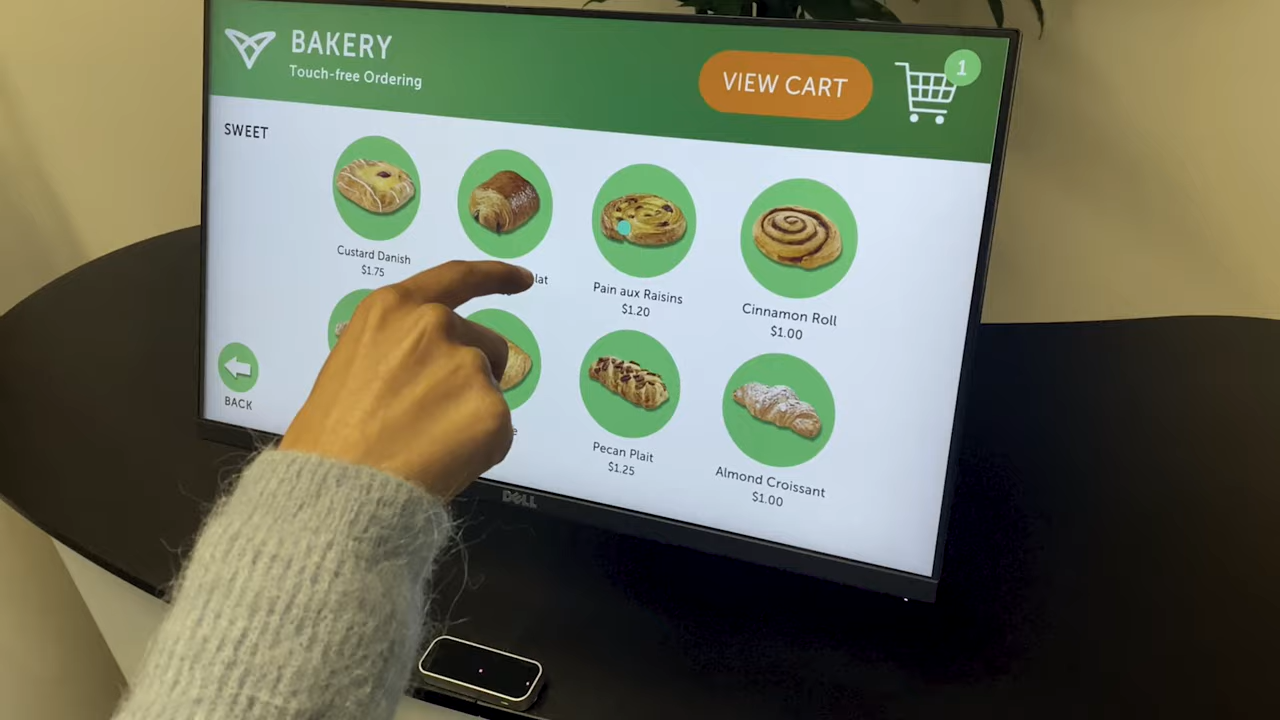 BAKERY
Touch-free Ordering
VIEW CART
1
SWEET
Custard Danish
$1.75
Pain aux Raisins
$1.20
Cinnamon Roll
$1.00
BACK
Pecan Plait
$1.25
Almond Croissant
$1.00
DELL